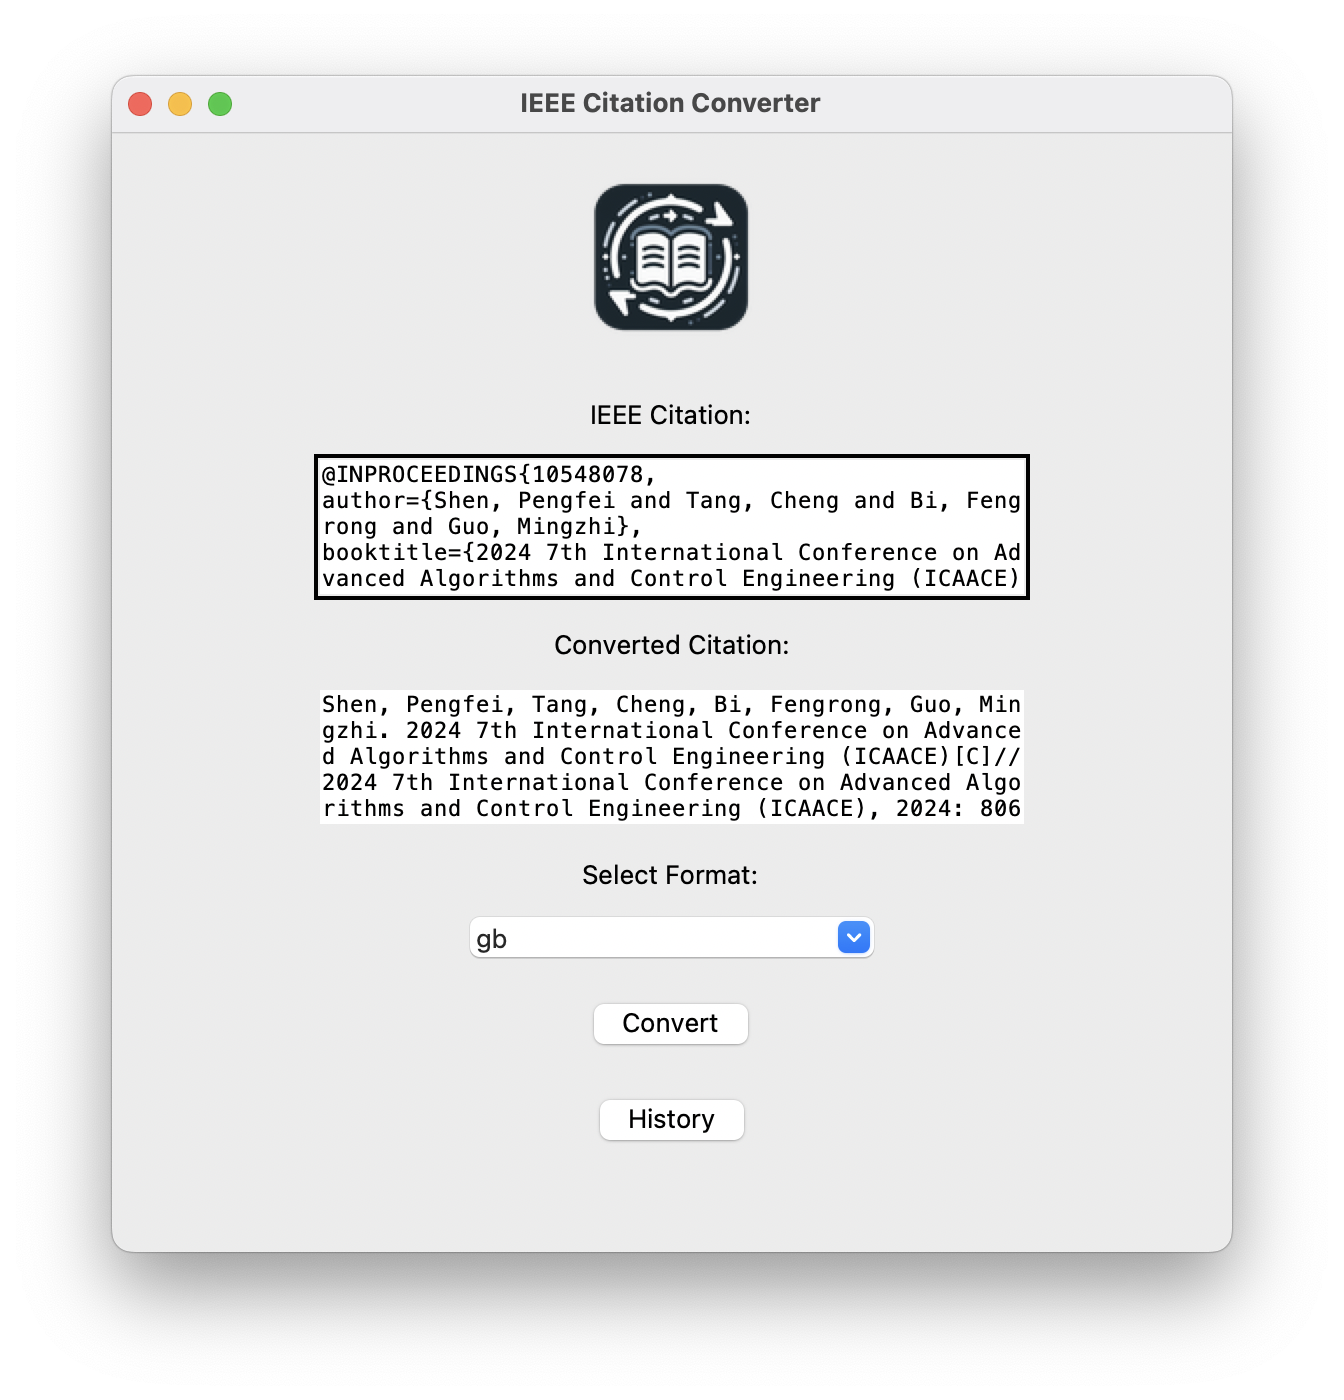 IEEE Citation Converter
IEEE Citation:
@INPROCEEDINGS{10548078,
author={Shen, Pengfei and Tang, Cheng and Bi, Feng
rong and Guo, Mingzhi},
booktitle={2024 7th International Conference on Ad
vanced Algorithms and Control Engineering (ICAACE)
Converted Citation:
Shen, Pengfei, Tang, Cheng, Bi, Fengrong, Guo, Min
gzhi. 2024 7th International Conference on Advance
d Algorithms and Control Engineering (ICAACE)[C]//
2024 7th International Conference on Advanced Algo
rithms and Control Engineering (ICAACE), 2024: 806
Select Format:
gb
Convert
History